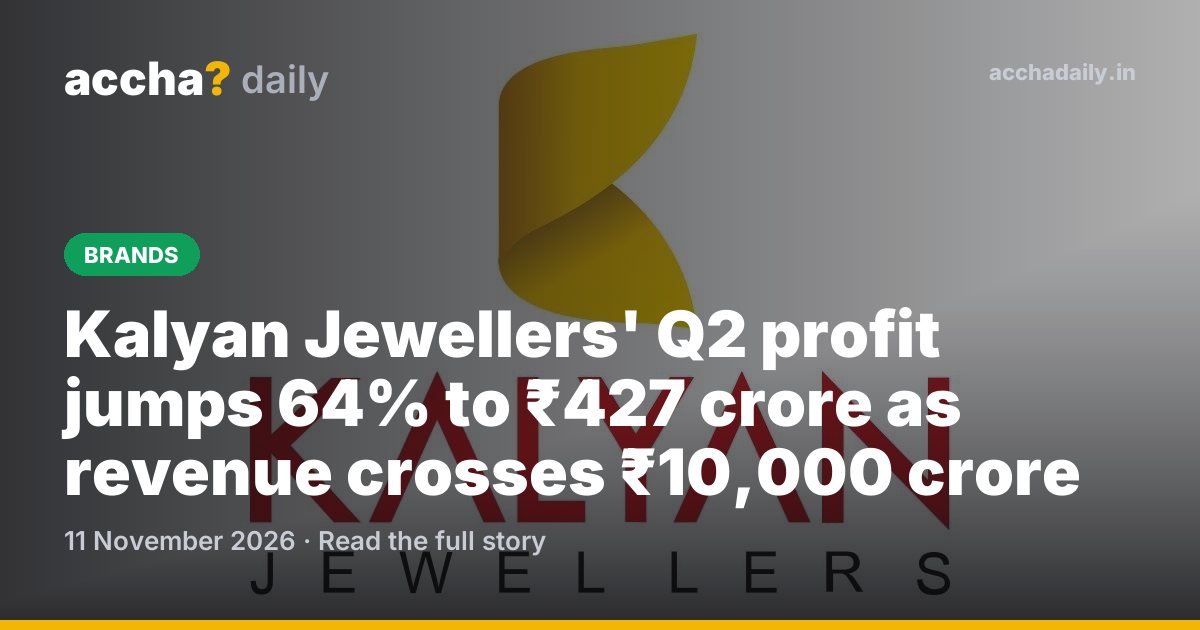 accha? daily
acchadaily.in
BRANDS
Kalyan Jewellers' Q2 profit
jumps 64% to ₹427 crore as
revenue crosses ₹10,000 crore
KALYAN
11 November 2026 · Read the full story
JEWELLERS